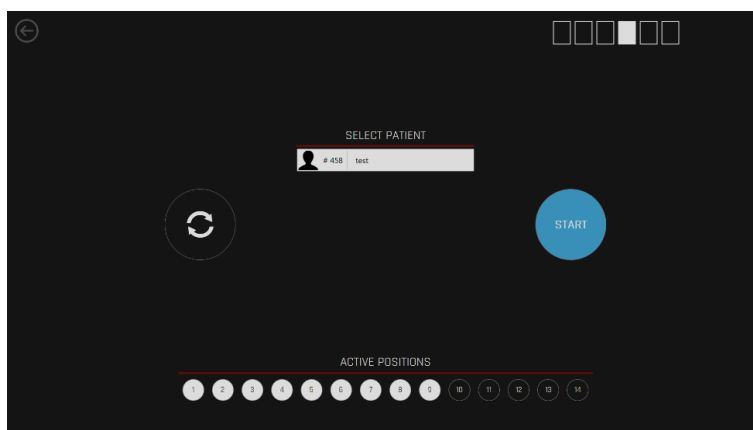 SELECT PATIENT
# 458 test
START
ACTIVE POSITIONS
1 2 3 4 5 6 7 8 9 10 11 12 13 14